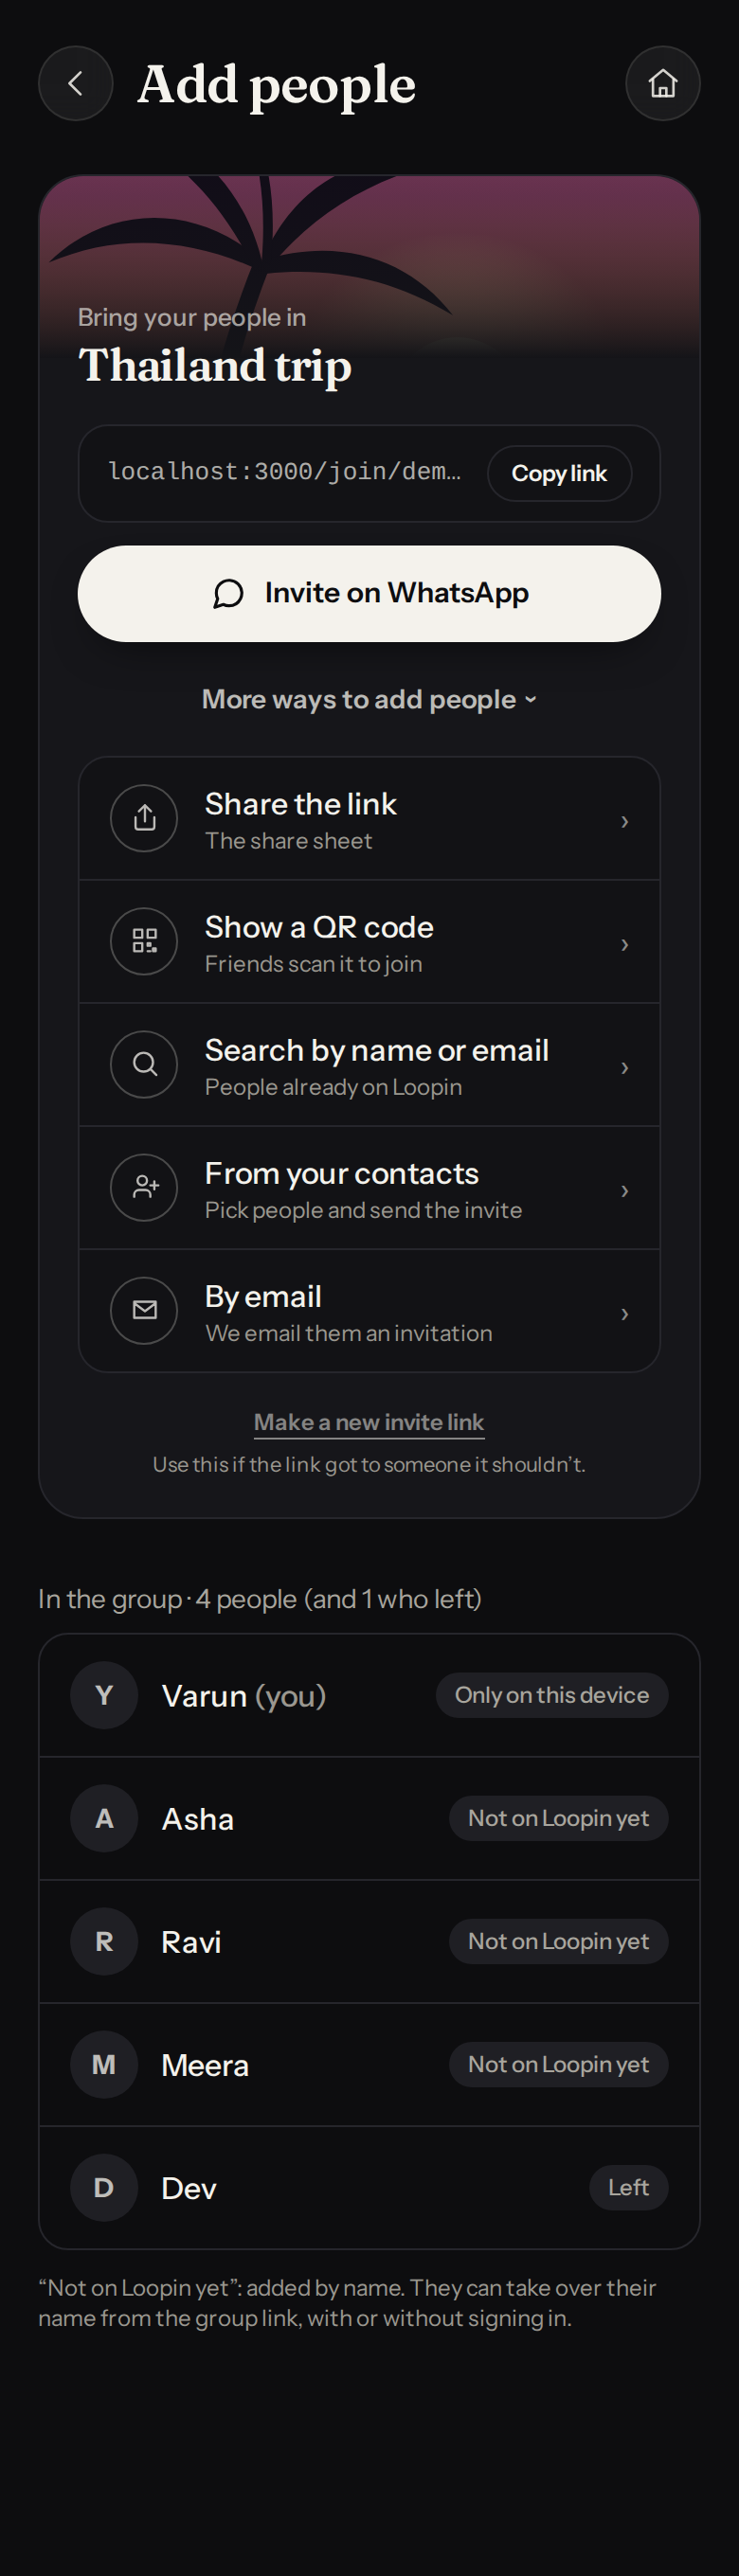 Add people
Bring your people in
Thailand trip
localhost:3000/join/dem…
Copy link
Invite on WhatsApp
More ways to add people
Share the link
The share sheet
Show a QR code
Friends scan it to join
Search by name or email
People already on Loopin
From your contacts
Pick people and send the invite
By email
We email them an invitation
Make a new invite link
Use this if the link got to someone it shouldn’t.
In the group · 4 people (and 1 who left)
Y
Varun (you)
Only on this device
A
Asha
Not on Loopin yet
R
Ravi
Not on Loopin yet
M
Meera
Not on Loopin yet
D
Dev
Left
“Not on Loopin yet”: added by name. They can take over their
name from the group link, with or without signing in.